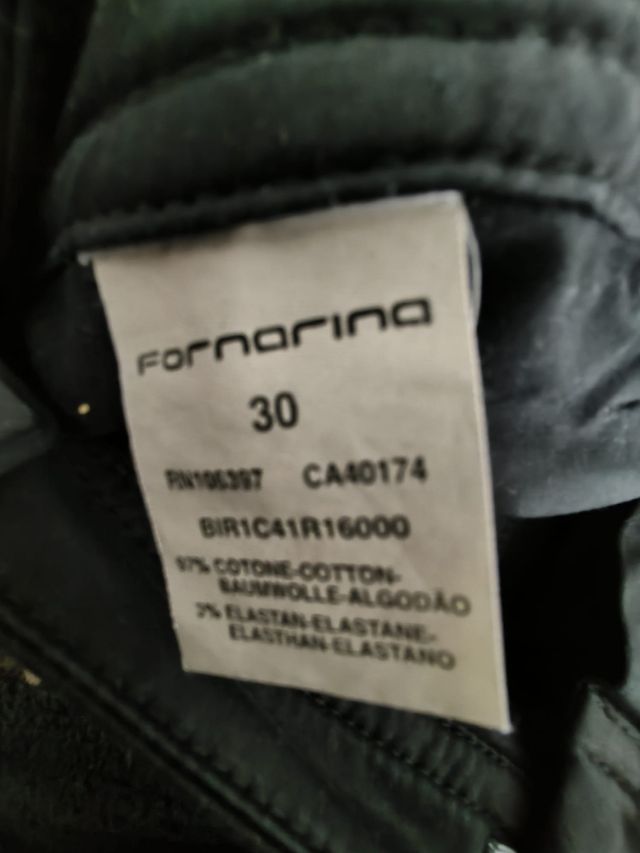 Fornarina
30
RN106397 CA40174
BIR1C41R16000
97% COTONE-COTTON-
BAUMWOLLE-ALGODÃO
3% ELASTAN-ELASTANE-
ELASTHAN-ELASTANO